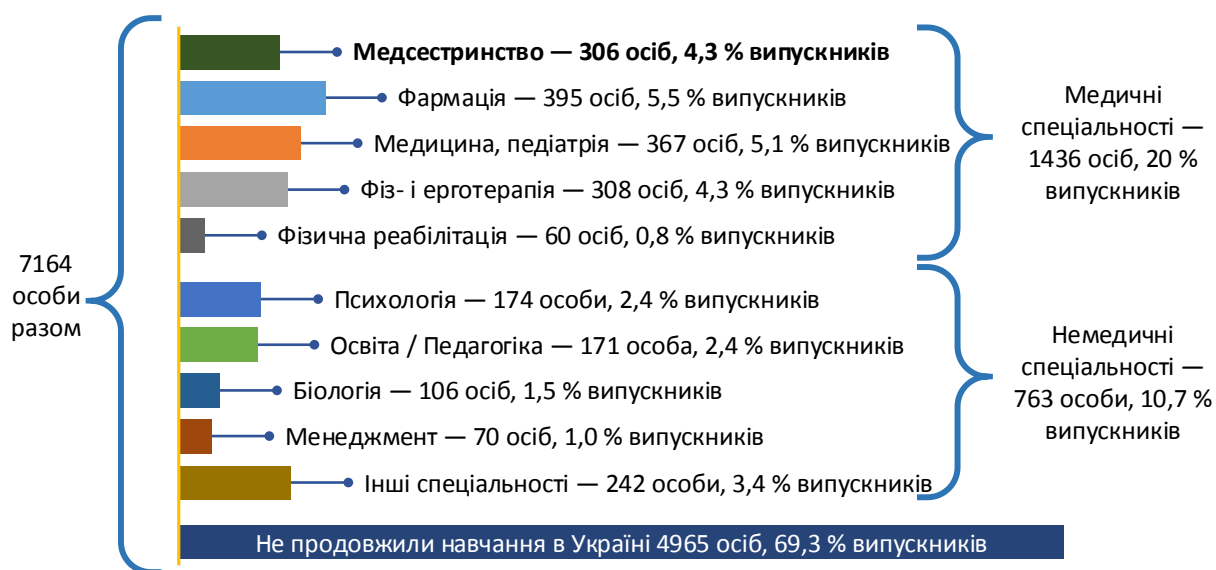 Медсестринство — 306 осіб, 4,3 % випускників
Фармація — 395 осіб, 5,5 % випускників
Медицина, педіатрія — 367 осіб, 5,1 % випускників
Фіз- і ерготерапія — 308 осіб, 4,3 % випускників
Фізична реабілітація — 60 осіб, 0,8 % випускників
Медичні
спеціальності —
1436 осіб, 20 %
випускників
7164
особи
разом
Психологія — 174 особи, 2,4 % випускників
Освіта / Педагогіка — 171 особа, 2,4 % випускників
Біологія — 106 осіб, 1,5 % випускників
Менеджмент — 70 осіб, 1,0 % випускників
Інші спеціальності — 242 особи, 3,4 % випускників
Немедичні
спеціальності —
763 особи, 10,7 %
випускників
Не продовжили навчання в Україні 4965 осіб, 69,3 % випускників